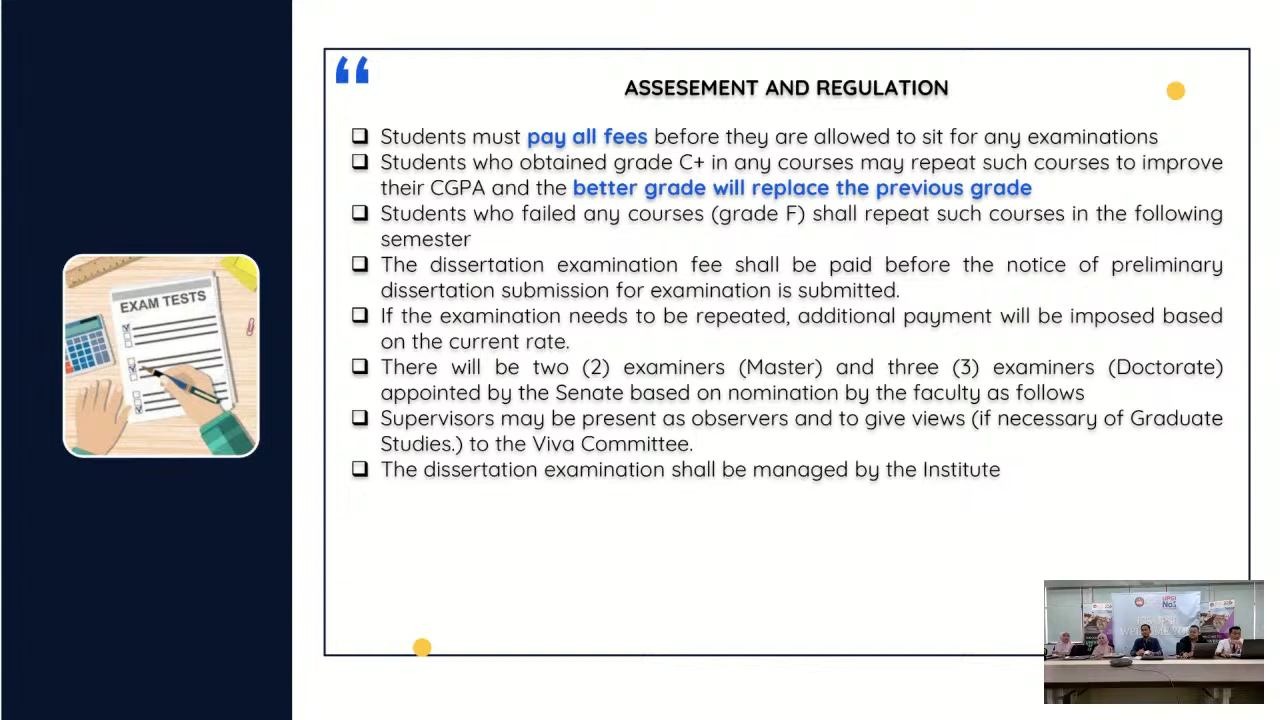 ASSESEMENT AND REGULATION
Students must pay all fees before they are allowed to sit for any examinations
Students who obtained grade C+ in any courses may repeat such courses to improve
their CGPA and the better grade will replace the previous grade
Students who failed any courses (grade F) shall repeat such courses in the following
semester
The dissertation examination fee shall be paid before the notice of preliminary
dissertation submission for examination is submitted.
If the examination needs to be repeated, additional payment will be imposed based
on the current rate.
There will be two (2) examiners (Master) and three (3) examiners (Doctorate)
appointed by the Senate based on nomination by the faculty as follows
Supervisors may be present as observers and to give views (if necessary of Graduate
Studies.) to the Viva Committee.
The dissertation examination shall be managed by the Institute
EXAM TESTS
UPSI
No1